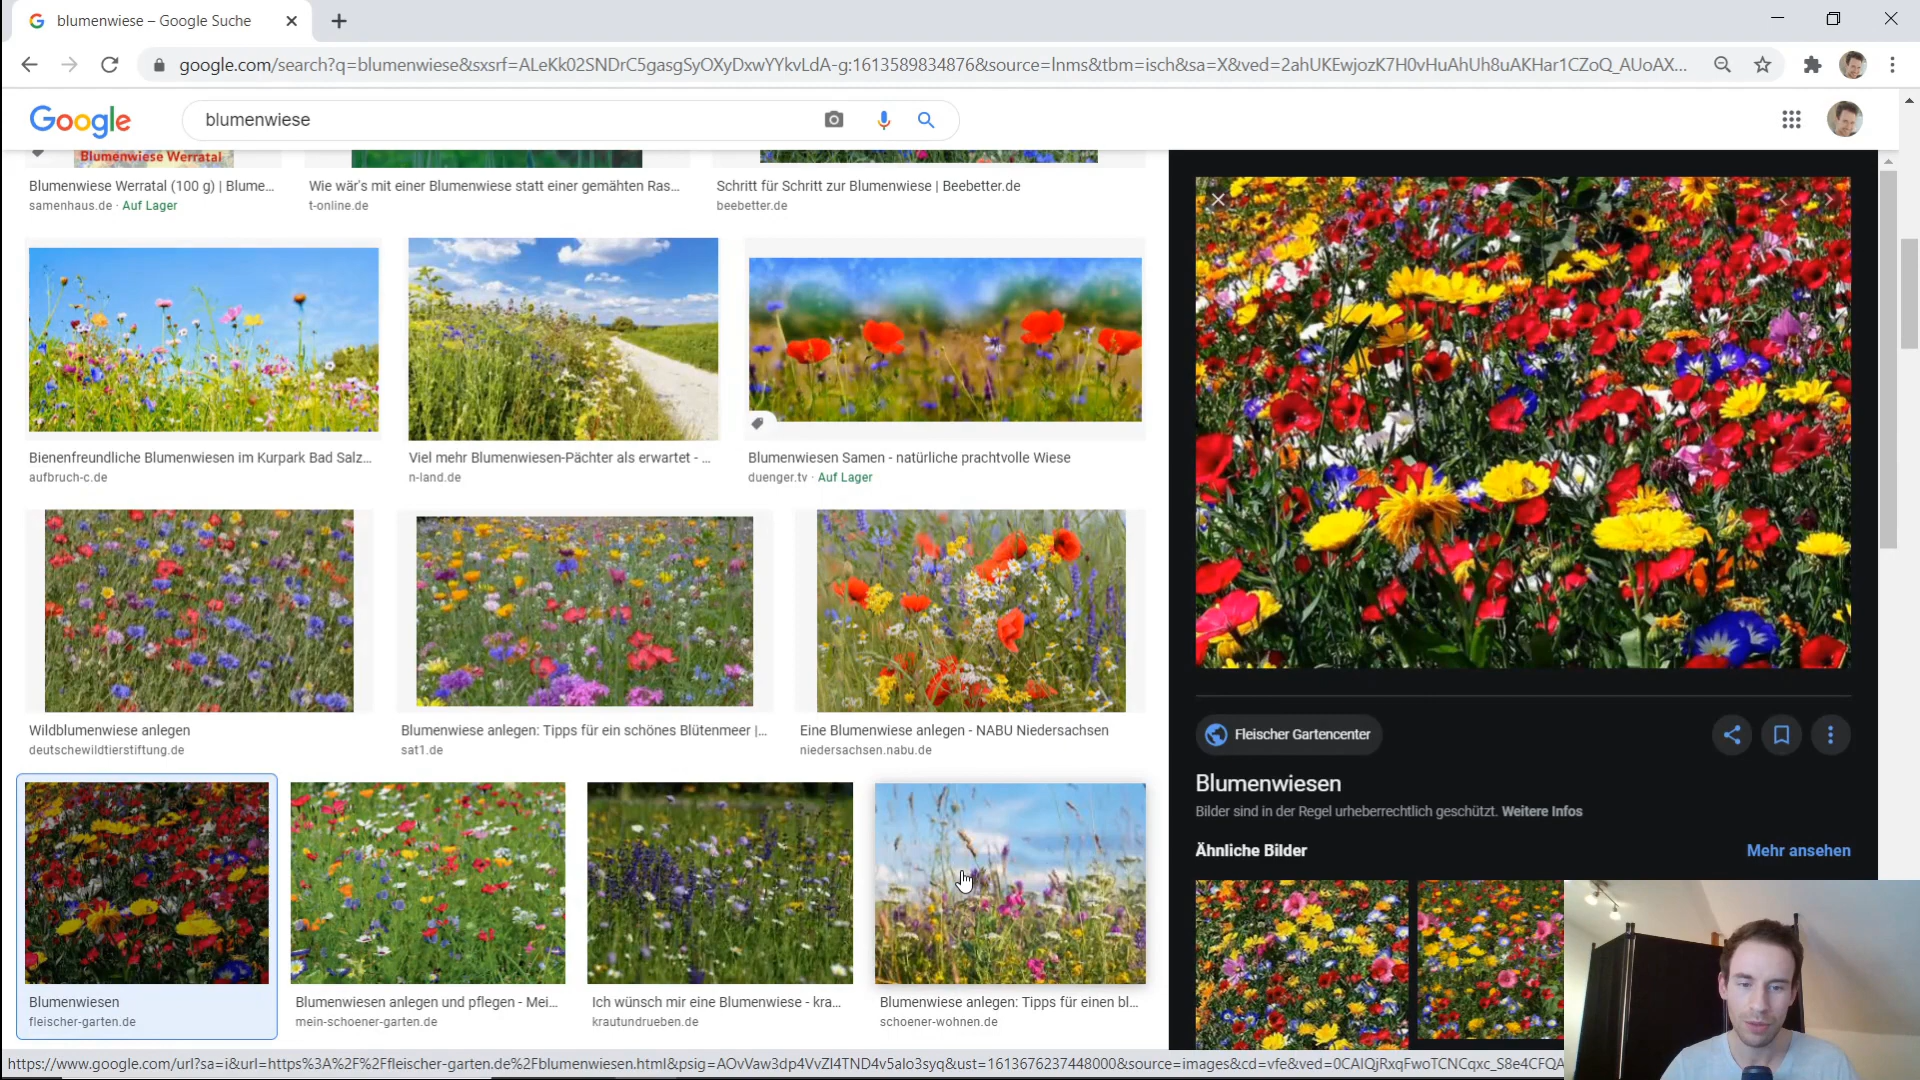 blumenwiese – Google Suche
google.com/search?q=blumenwiese&sxsrf=ALeKk02SNDrC5gasgSyOXyDxwYYkvLdA-g:1613589834876&source=lnms&tbm=isch&sa=X&ved=2ahUKEwjozK7H0vHuAhUh8uAKHar1CZoQ_AUoAX...
Google
blumenwiese
Blumenwiese Werratal
Blumenwiese Werratal (100 g) | Blume...
samenhaus.de · Auf Lager
Wie wär's mit einer Blumenwiese statt einer gemähten Ras...
t-online.de
Schritt für Schritt zur Blumenwiese | Beebetter.de
beebetter.de
Bienenfreundliche Blumenwiesen im Kurpark Bad Salz...
aufbruch-c.de
Viel mehr Blumenwiesen-Pächter als erwartet - ...
n-land.de
Blumenwiesen Samen - natürliche prachtvolle Wiese
duenger.tv · Auf Lager
Wildblumenwiese anlegen
deutschewildtierstiftung.de
Blumenwiese anlegen: Tipps für ein schönes Blütenmeer |...
sat1.de
Eine Blumenwiese anlegen - NABU Niedersachsen
niedersachsen.nabu.de
Blumenwiesen
fleischer-garten.de
Blumenwiesen anlegen und pflegen - Mei...
mein-schoener-garten.de
Ich wünsch mir eine Blumenwiese - kra...
krautundrueben.de
Blumenwiese anlegen: Tipps für einen bl...
schoener-wohnen.de
Fleischer Gartencenter
Blumenwiesen
Bilder sind in der Regel urheberrechtlich geschützt. Weitere Infos
Ähnliche Bilder
Mehr ansehen
https://www.google.com/url?sa=i&url=https%3A%2F%2Ffleischer-garten.de%2Fblumenwiesen.html&psig=AOvVaw3dp4VvZl4TND4v5alo3syq&ust=1613676237448000&source=images&cd=vfe&ved=0CAIQjRxqFwoTCNCqxc_S8e4CFQA